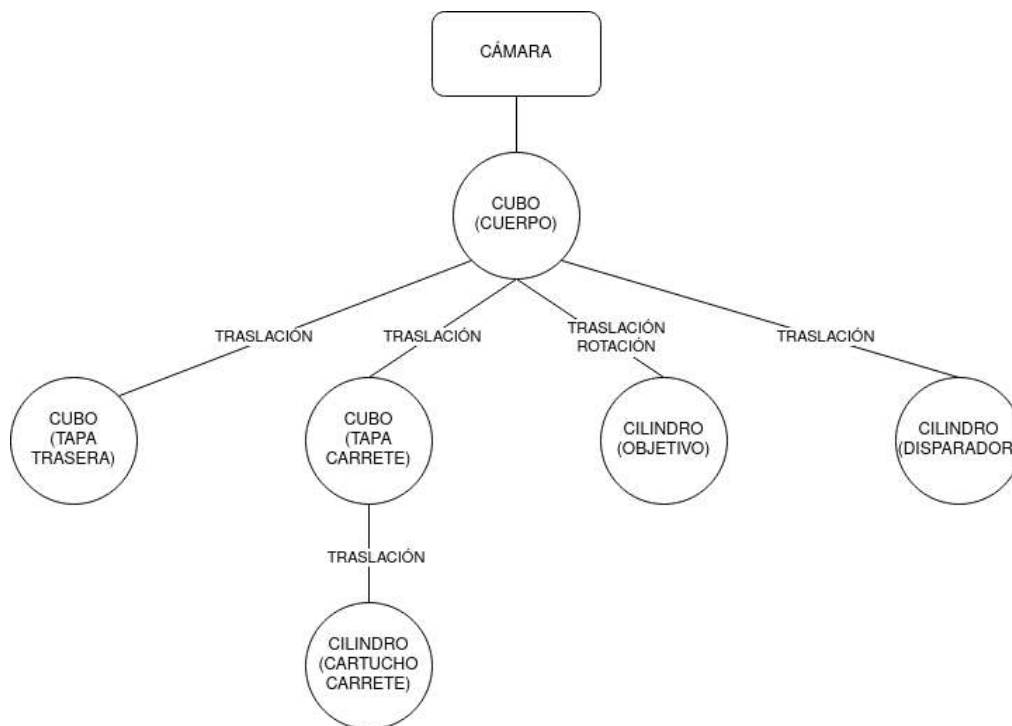 CÁMARA
CUBO
(CUERPO)
TRASLACIÓN
TRASLACIÓN
TRASLACIÓN
ROTACIÓN
TRASLACIÓN
CUBO
(TAPA
TRASERA)
CUBO
(TAPA
CARRETE)
CILINDRO
(OBJETIVO)
CILINDRO
(DISPARADOR
TRASLACIÓN
CILINDRO
(CARTUCHO
CARRETE)